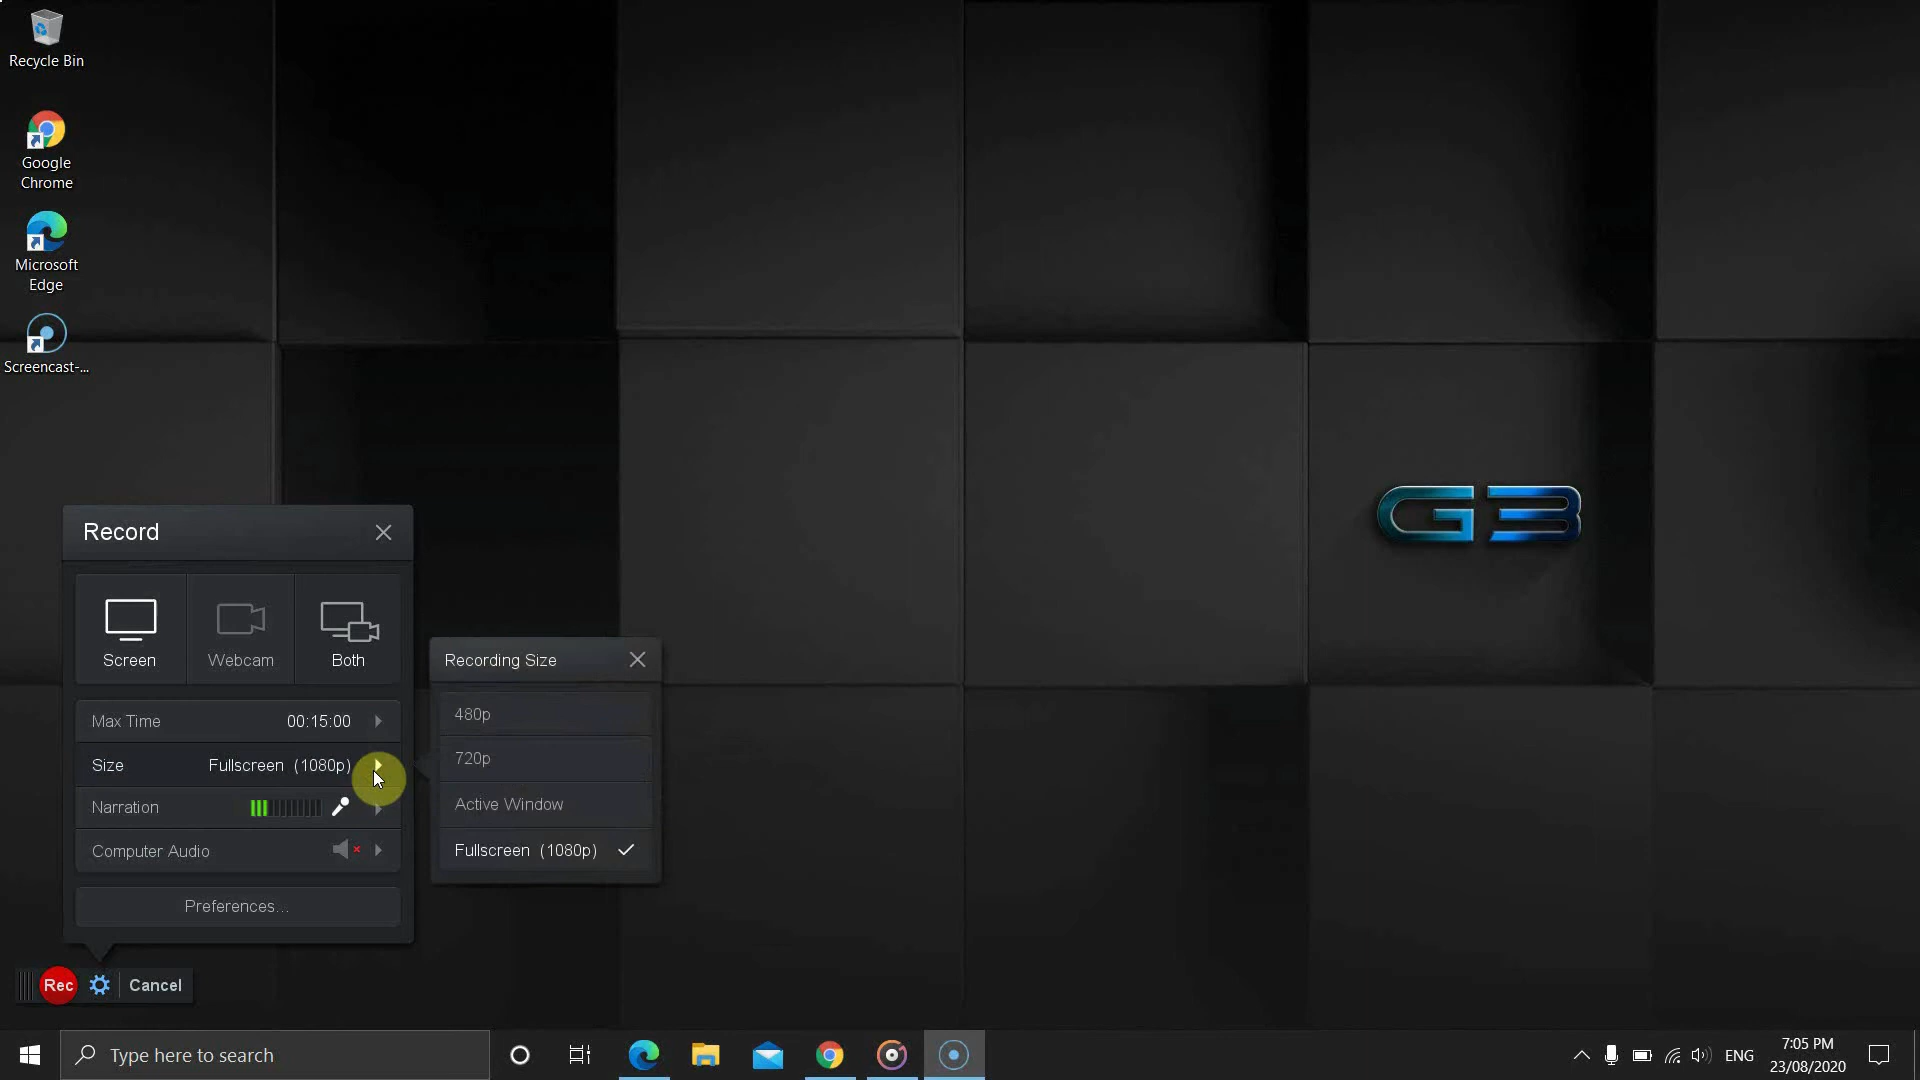 Recycle Bin
Google
Chrome
Microsoft
Edge
Screencast-...
G3
Record
Screen
Webcam
Both
Max Time 00:15:00
Size Fullscreen (1080p)
Narration
Computer Audio
Preferences...
Recording Size
480p
720p
Active Window
Fullscreen (1080p)
Rec
Cancel
Type here to search
ENG
7:05 PM
23/08/2020